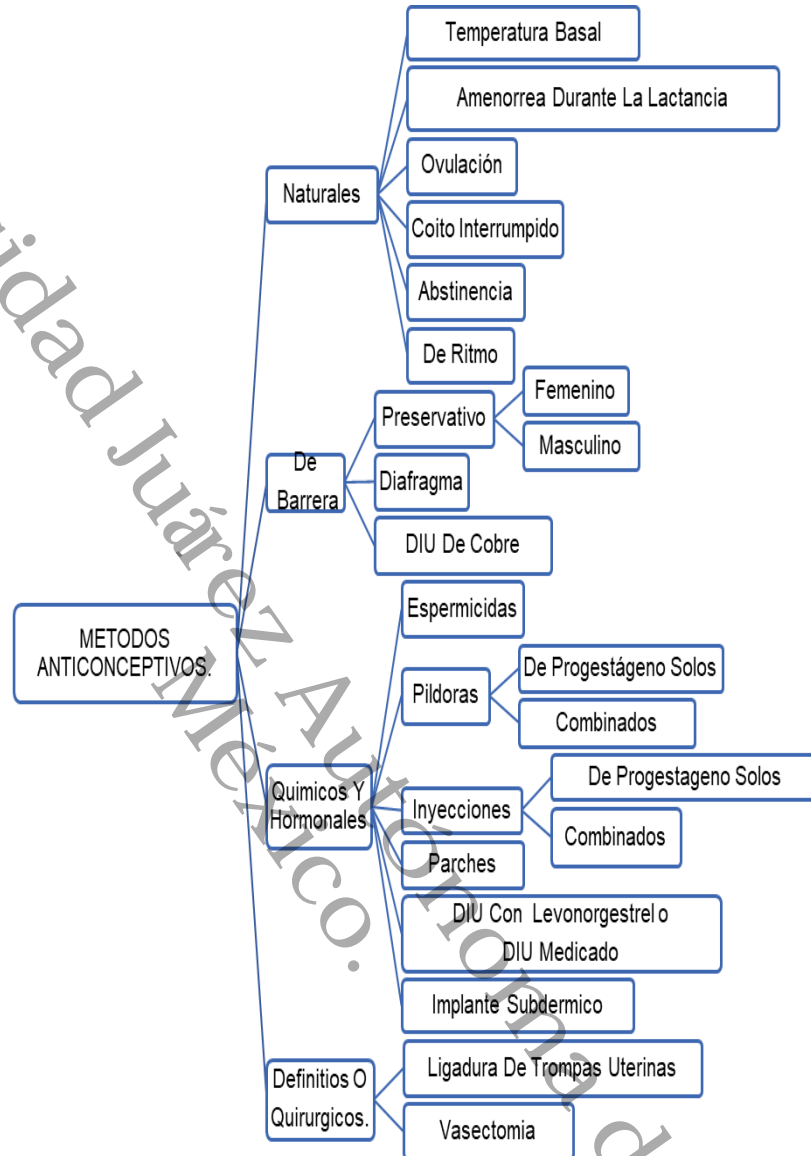 Temperatura Basal
Amenorrea Durante La Lactancia
Naturales
Ovulación
Coito Interrumpido
Abstinencia
De Ritmo
Preservativo
Femenino
Masculino
De
Barrera
Diafragma
DIU De Cobre
METODOS
ANTICONCEPTIVOS.
Espermicidas
Pildoras
De Progestágeno Solos
Combinados
Quimicos Y
Hormonales
Inyecciones
De Progestageno Solos
Combinados
Parches
DIU Con Levonorgestrel o
DIU Medicado
Implante Subdermico
Definitios O
Quirurgicos.
Ligadura De Trompas Uterinas
Vasectomia
Juárez Autónoma
México.